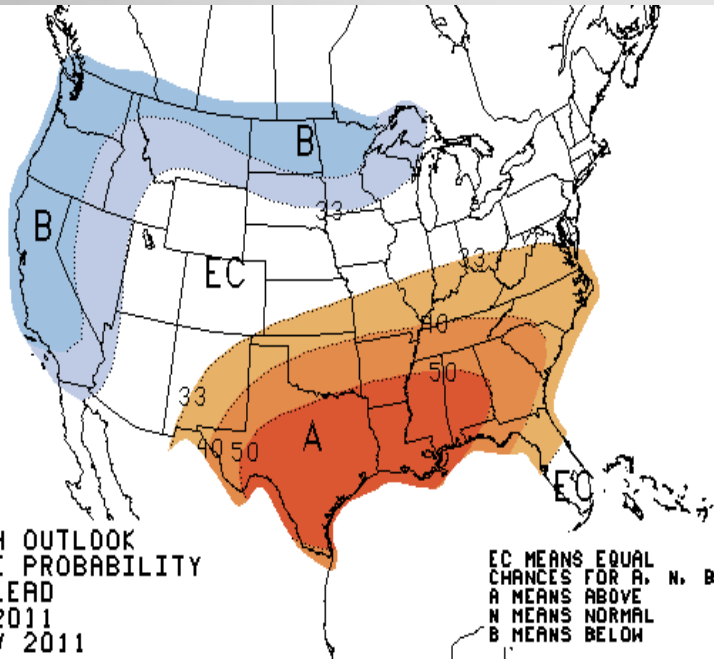 B
33
B
EC
33
40
50
33
A
40 50
EC
OUTLOOK
PROBABILITY
LEAD
2011
2011
EC MEANS EQUAL
CHANCES FOR A, N, B
A MEANS ABOVE
N MEANS NORMAL
B MEANS BELOW